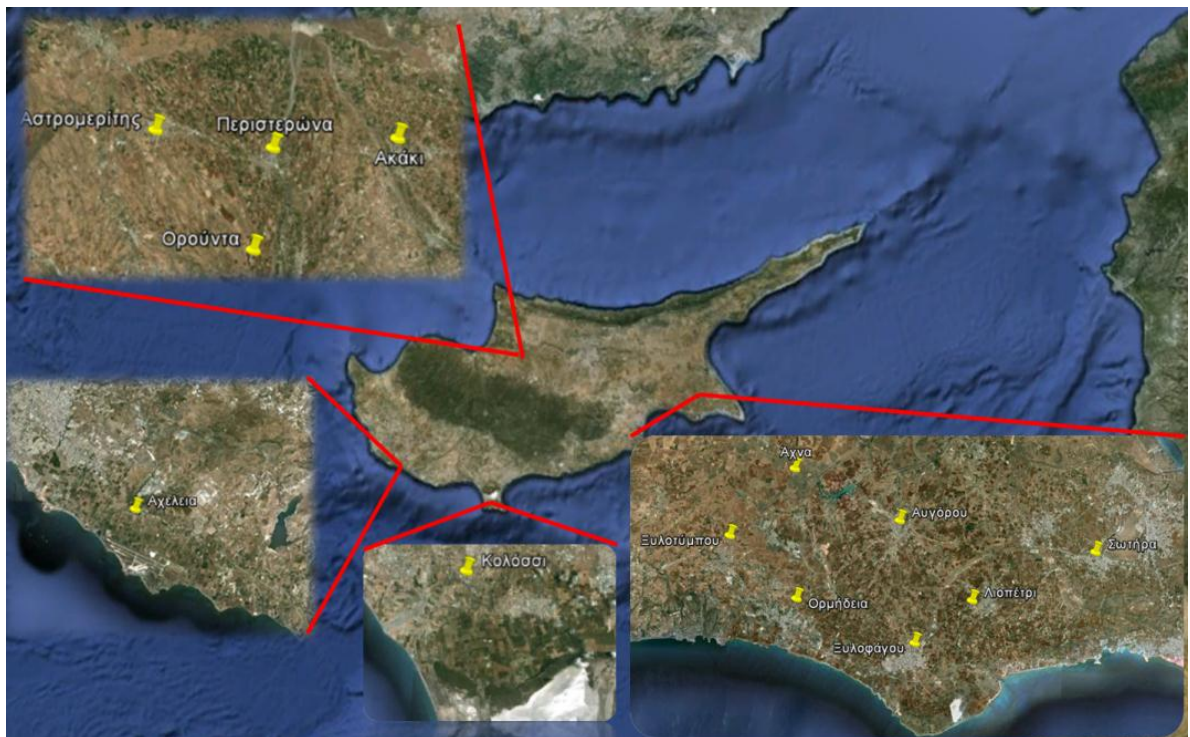 Αστρομερίτης
Περιστερώνα
Ακάκι
Ορούντα
Αχέλεια
Κολόσσι
Άχνα
Αυγόρου
Ξυλοτύμπου
Σωτήρα
Λιοπέτρι
Ορμήδεια
Ξυλοφάγου